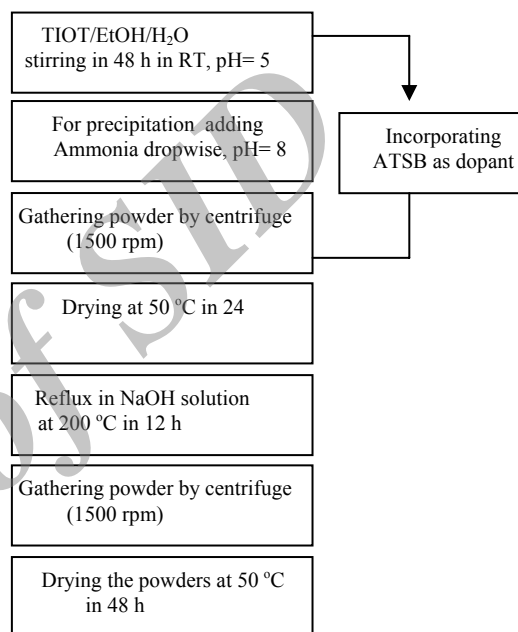 TIOT/EtOH/H₂O
stirring in 48 h in RT, pH= 5
For precipitation adding
Ammonia dropwise, pH= 8
Incorporating
ATSB as dopant
Gathering powder by centrifuge
(1500 rpm)
Drying at 50 °C in 24
Reflux in NaOH solution
at 200 °C in 12 h
Gathering powder by centrifuge
(1500 rpm)
Drying the powders at 50 °C
in 48 h
of SID